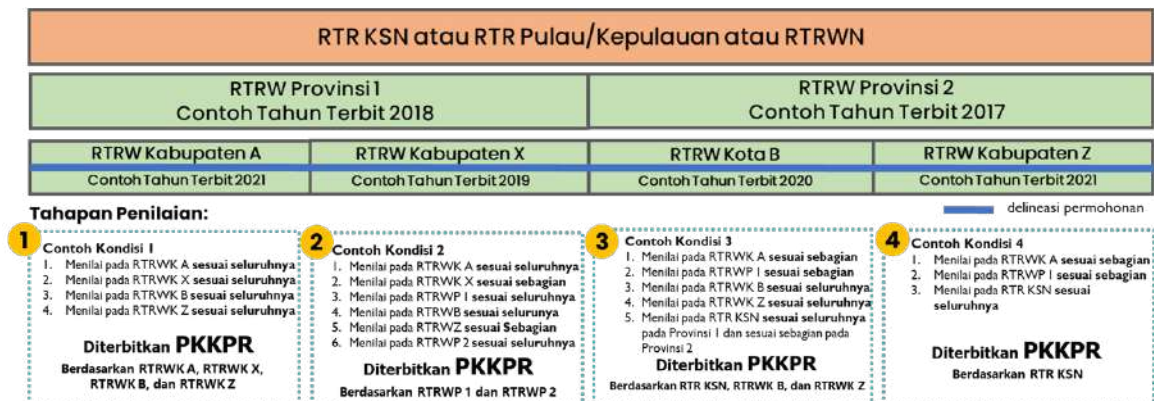 RTR KSN atau RTR Pulau/Kepulauan atau RTRWN
RTRW Provinsi 1
Contoh Tahun Terbit 2018
RTRW Provinsi 2
Contoh Tahun Terbit 2017
RTRW Kabupaten A
Contoh Tahun Terbit 2021
RTRW Kabupaten X
Contoh Tahun Terbit 2019
RTRW Kota B
Contoh Tahun Terbit 2020
RTRW Kabupaten Z
Contoh Tahun Terbit 2021
Tahapan Penilaian:
delineasi permohonan
1
Contoh Kondisi 1
1. Menilai pada RTRWK A sesuai seluruhnya
2. Menilai pada RTRWK X sesuai seluruhnya
3. Menilai pada RTRWK B sesuai seluruhnya
4. Menilai pada RTRWK Z sesuai seluruhnya
Diterbitkan PKKPR
Berdasarkan RTRWK A, RTRWK X,
RTRWK B, dan RTRWK Z
2
Contoh Kondisi 2
1. Menilai pada RTRWK A sesuai seluruhnya
2. Menilai pada RTRWK X sesuai sebagian
3. Menilai pada RTRWP 1 sesuai seluruhnya
4. Menilai pada RTRWB sesuai selurunya
5. Menilai pada RTRWZ sesuai Sebagian
6. Menilai pada RTRWP 2 sesuai seluruhnya
Diterbitkan PKKPR
Berdasarkan RTRWP 1 dan RTRWP 2
3
Contoh Kondisi 3
1. Menilai pada RTRWK A sesuai sebagian
2. Menilai pada RTRWP 1 sesuai sebagian
3. Menilai pada RTRWK B sesuai seluruhnya
4. Menilai pada RTRWK Z sesuai seluruhnya
5. Menilai pada RTR KSN sesuai seluruhnya
pada Provinsi 1 dan sesuai sebagian pada
Provinsi 2
Diterbitkan PKKPR
Berdasarkan RTR KSN, RTRWK B, dan RTRWK Z
4
Contoh Kondisi 4
1. Menilai pada RTRWK A sesuai sebagian
2. Menilai pada RTRWP 1 sesuai sebagian
3. Menilai pada RTR KSN sesuai
seluruhnya
Diterbitkan PKKPR
Berdasarkan RTR KSN